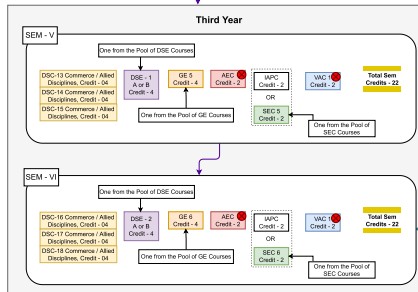 Third Year
SEM - V
One from the Pool of DSE Courses
DSC-13 Commerce / Allied
Disciplines, Credit - 04
DSC-14 Commerce / Allied
Disciplines, Credit - 04
DSC-15 Commerce / Allied
Disciplines, Credit - 04
DSE - 1
A or B
Credit - 4
GE 5
Credit - 4
AEC
Credit - 2
IAPC
Credit - 2
OR
SEC 5
Credit - 2
VAC 1
Credit - 2
Total Sem
Credits - 22
One from the Pool of GE Courses
One from the Pool of
SEC Courses
SEM - VI
One from the Pool of DSE Courses
DSC-16 Commerce / Allied
Disciplines, Credit - 04
DSC-17 Commerce / Allied
Disciplines, Credit - 04
DSC-18 Commerce / Allied
Disciplines, Credit - 04
DSE - 2
A or B
Credit - 4
GE 6
Credit - 4
AEC
Credit - 2
IAPC
Credit - 2
OR
SEC 6
Credit - 2
VAC 1
Credit - 2
Total Sem
Credits - 22
One from the Pool of GE Courses
One from the Pool of
SEC Courses